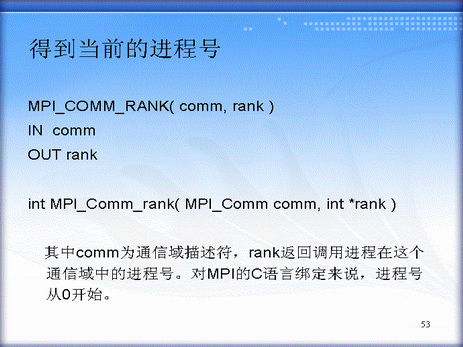 得到当前的进程号
MPI_COMM_RANK( comm, rank )
IN  comm
OUT rank
int MPI_Comm_rank( MPI_Comm comm, int *rank )
其中comm为通信域描述符，rank返回调用进程在这个
通信域中的进程号。对MPI的C语言绑定来说，进程号
从0开始。
53